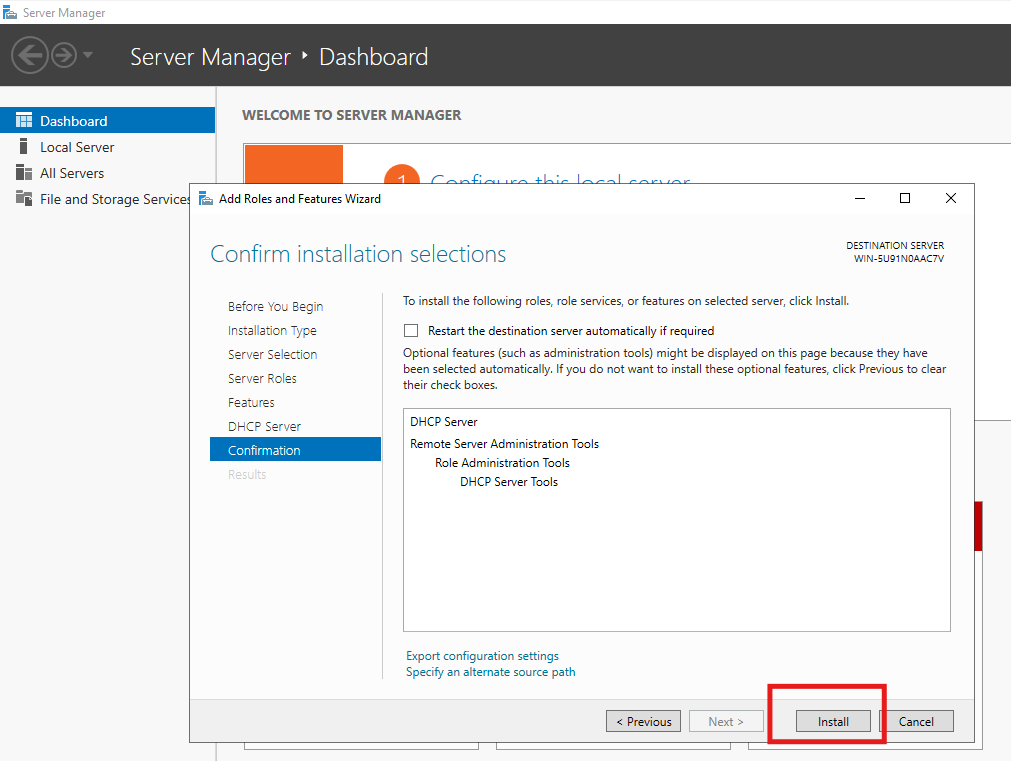 Server Manager
Server Manager ‣ Dashboard
Dashboard
Local Server
All Servers
File and Storage Services
WELCOME TO SERVER MANAGER
1 Configure this local server
Add Roles and Features Wizard
Confirm installation selections
DESTINATION SERVER
WIN-5U91N0AAC7V
Before You Begin
Installation Type
Server Selection
Server Roles
Features
DHCP Server
Confirmation
Results
To install the following roles, role services, or features on selected server, click Install.
Restart the destination server automatically if required
Optional features (such as administration tools) might be displayed on this page because they have
been selected automatically. If you do not want to install these optional features, click Previous to clear
their check boxes.
DHCP Server
Remote Server Administration Tools
Role Administration Tools
DHCP Server Tools
Export configuration settings
Specify an alternate source path
< Previous
Next >
Install
Cancel